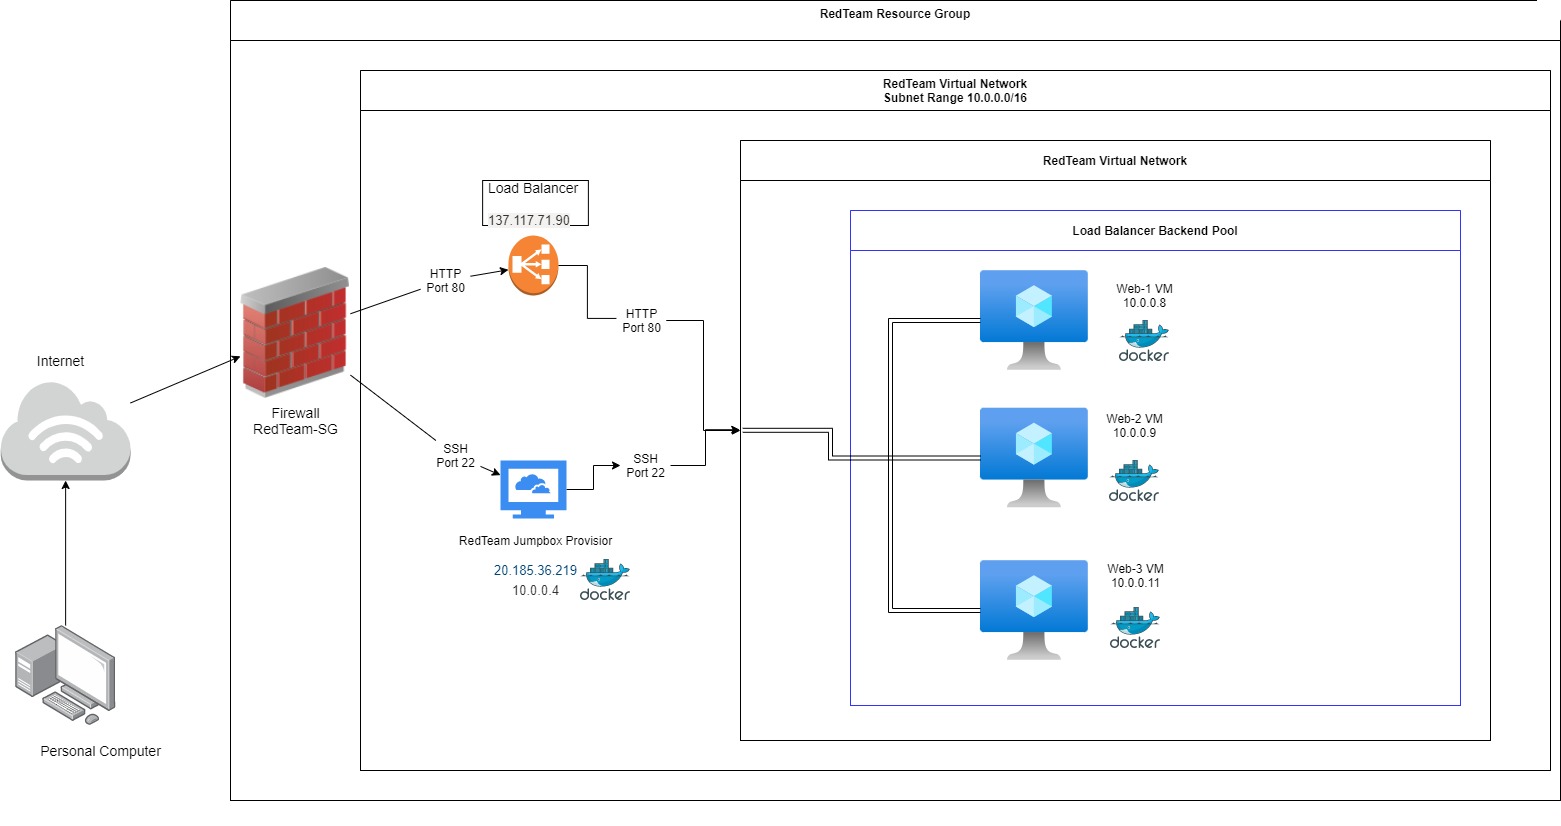 RedTeam Resource Group
RedTeam Virtual Network
Subnet Range 10.0.0.0/16
RedTeam Virtual Network
Load Balancer
137.117.71.90
Load Balancer Backend Pool
HTTP
Port 80
HTTP
Port 80
Web-1 VM
10.0.0.8
docker
Internet
Firewall
RedTeam-SG
SSH
Port 22
SSH
Port 22
Web-2 VM
10.0.0.9
docker
RedTeam Jumpbox Provisior
20.185.36.219
10.0.0.4
docker
Web-3 VM
10.0.0.11
docker
Personal Computer